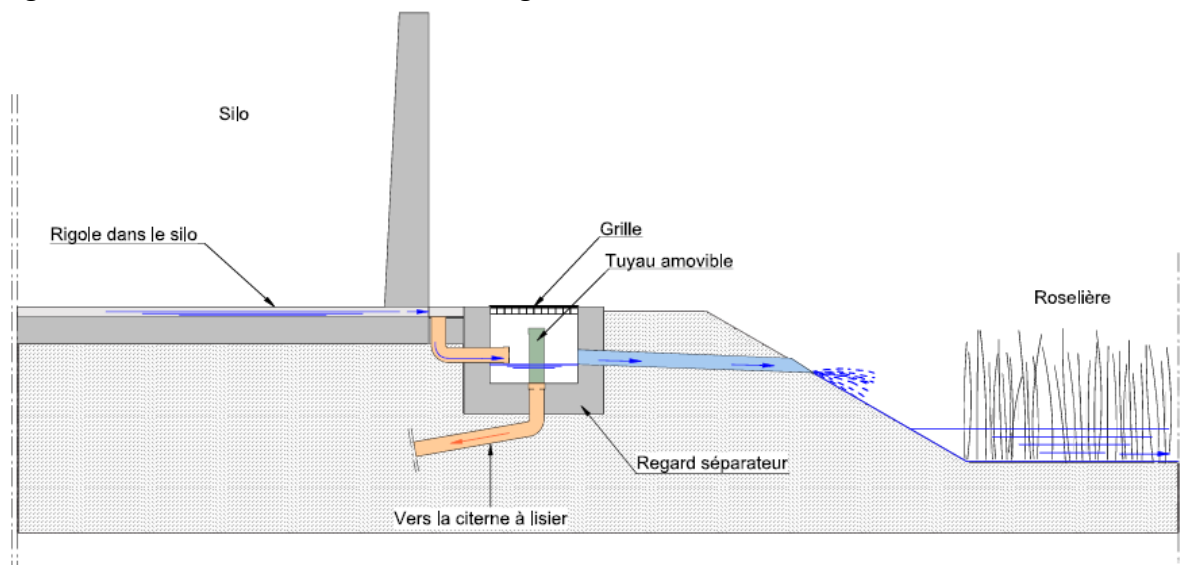 Silo
Rigole dans le silo
Grille
Tuyau amovible
Roselière
Regard séparateur
Vers la citerne à lisier